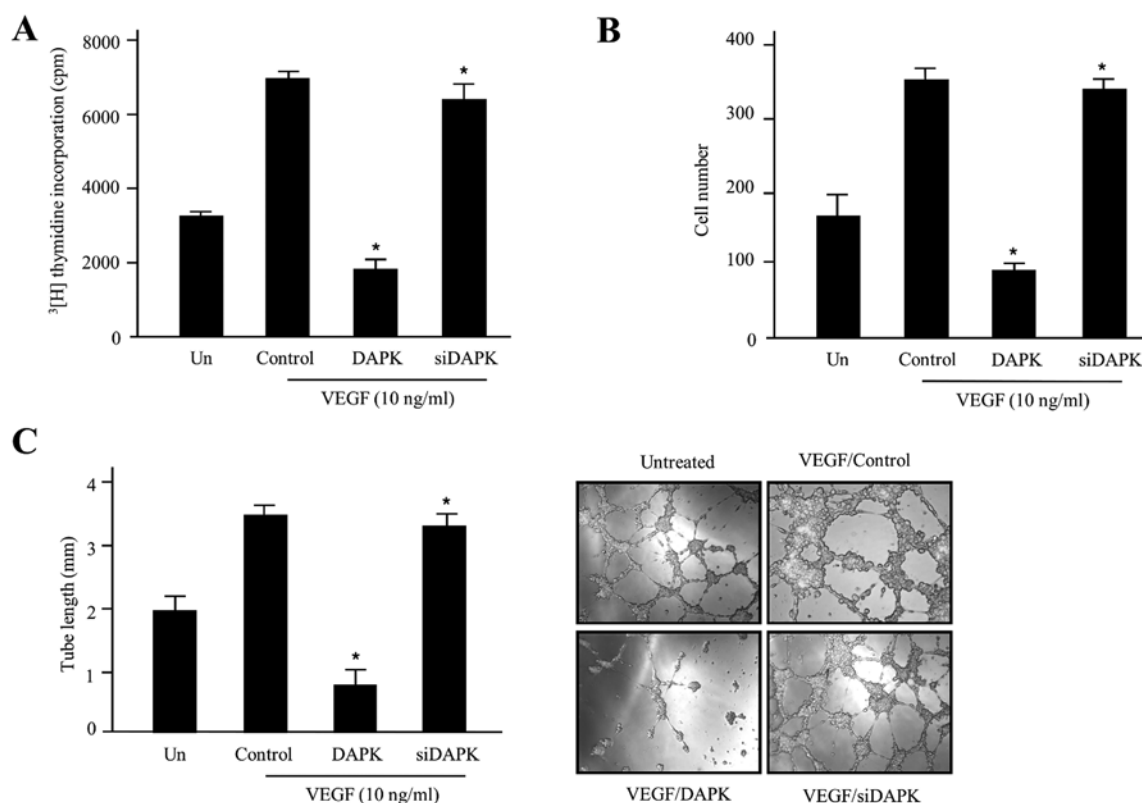 A
³[H] thymidine incorporation (cpm)
8000
6000
4000
2000
0
*
*
Un Control DAPK siDAPK
VEGF (10 ng/ml)
B
Cell number
400
300
200
100
0
*
*
Un Control DAPK siDAPK
VEGF (10 ng/ml)
C
Tube length (mm)
4
3
2
1
0
*
*
Un Control DAPK siDAPK
VEGF (10 ng/ml)
Untreated VEGF/Control
VEGF/DAPK VEGF/siDAPK